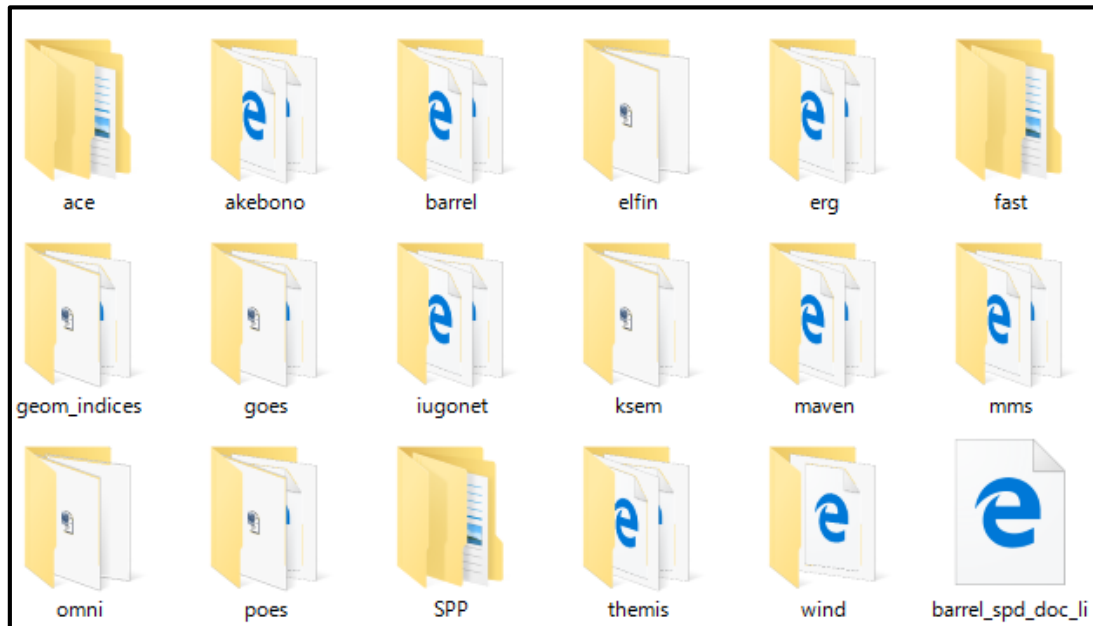 ace akebono barrel elfin erg fast
geom_indices goes iugonet ksem maven mms
omni poes SPP themis wind barrel_spd_doc_li